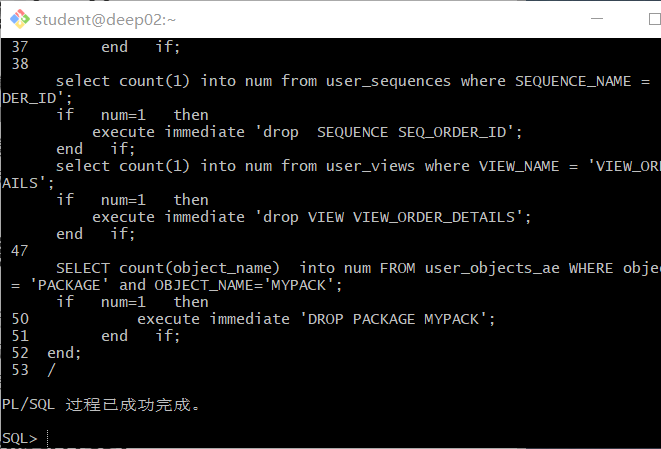 student@deep02:~
37 end if;
38
select count(1) into num from user_sequences where SEQUENCE_NAME =
DER_ID';
if num=1 then
execute immediate 'drop SEQUENCE SEQ_ORDER_ID';
end if;
select count(1) into num from user_views where VIEW_NAME = 'VIEW_OR
AILS';
if num=1 then
execute immediate 'drop VIEW VIEW_ORDER_DETAILS';
end if;
47
SELECT count(object_name) into num FROM user_objects_ae WHERE obje
= 'PACKAGE' and OBJECT_NAME='MYPACK';
if num=1 then
50 execute immediate 'DROP PACKAGE MYPACK';
51 end if;
52 end;
53 /
PL/SQL 过程已成功完成。
SQL>